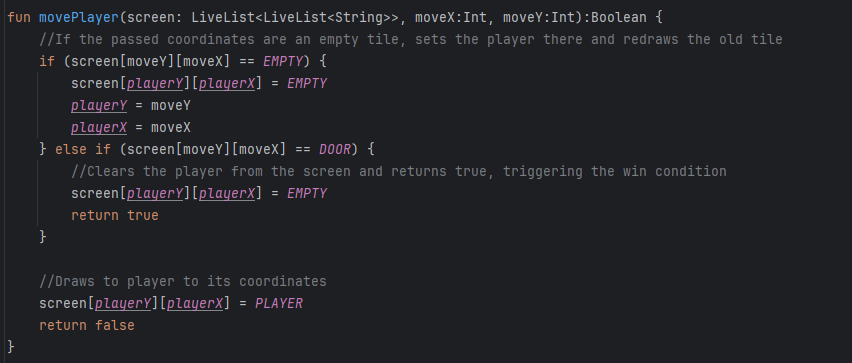 fun movePlayer(screen: LiveList<LiveList<String>>, moveX:Int, moveY:Int):Boolean {
    //If the passed coordinates are an empty tile, sets the player there and redraws the old tile
    if (screen[moveY][moveX] == EMPTY) {
        screen[playerY][playerX] = EMPTY
        playerY = moveY
        playerX = moveX
    } else if (screen[moveY][moveX] == DOOR) {
        //Clears the player from the screen and returns true, triggering the win condition
        screen[playerY][playerX] = EMPTY
        return true
    }

    //Draws to player to its coordinates
    screen[playerY][playerX] = PLAYER
    return false
}